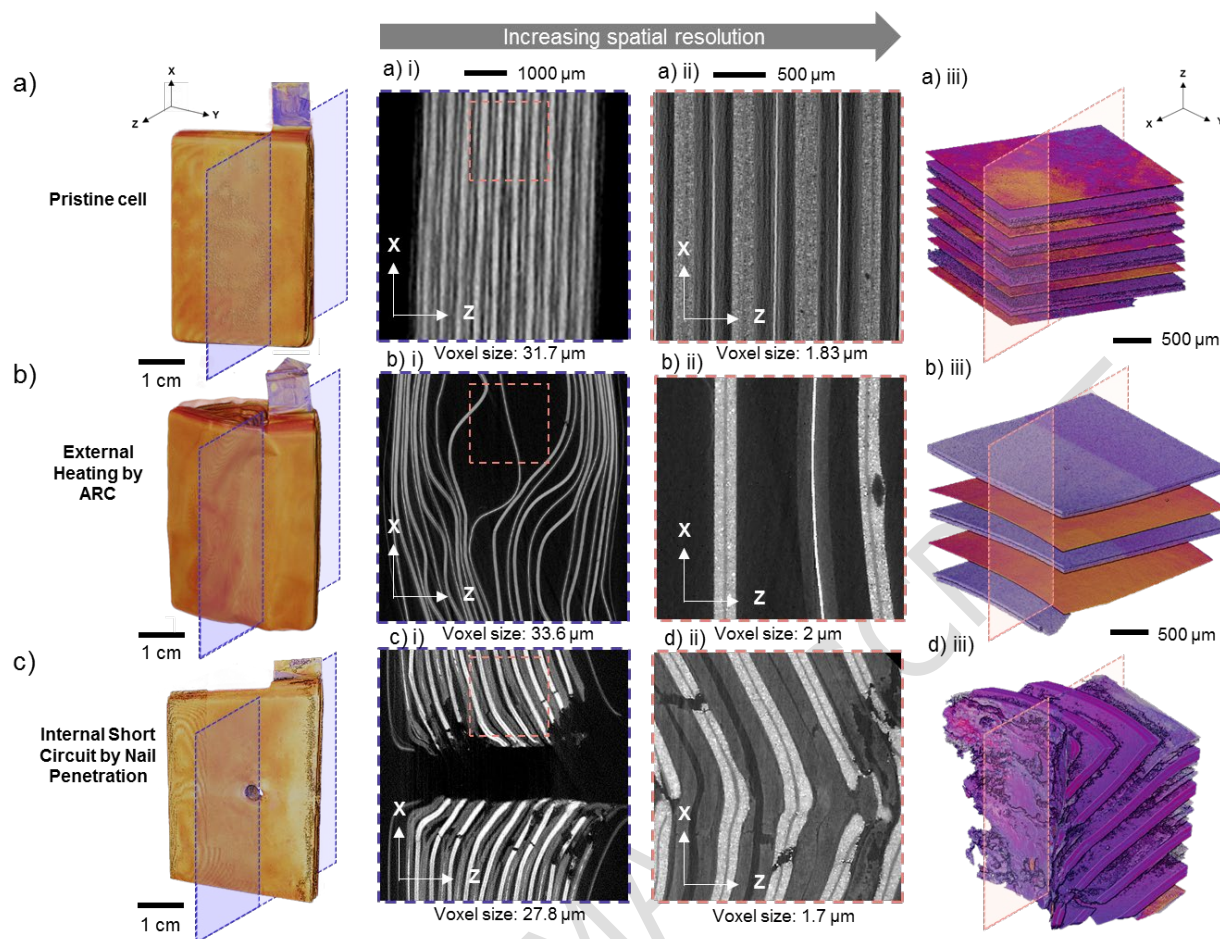 Increasing spatial resolution
a)
X
Z
Y
Pristine cell
1 cm
a) i)
1000 µm
X
Z
Voxel size: 31.7 µm
a) ii)
500 µm
X
Z
Voxel size: 1.83 µm
a) iii)
Z
X
Y
500 µm
b)
External
Heating by
ARC
1 cm
b) i)
X
Z
Voxel size: 33.6 µm
b) ii)
X
Z
Voxel size: 2 µm
b) iii)
500 µm
c)
Internal Short
Circuit by Nail
Penetration
1 cm
c) i)
X
Z
Voxel size: 27.8 µm
d) ii)
X
Z
Voxel size: 1.7 µm
d) iii)